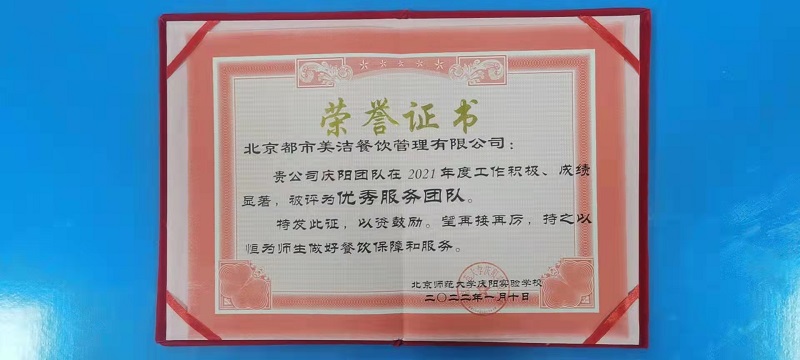 荣誉证书
北京都市美洁餐饮管理有限公司：
贵公司庆阳团队在2021年度工作积极、成绩
显著，被评为优秀服务团队。
特发此证，以资鼓励。望再接再厉，持之以
恒为师生做好餐饮保障和服务。
北京师范大学庆阳实验学校
二〇二二年一月十日